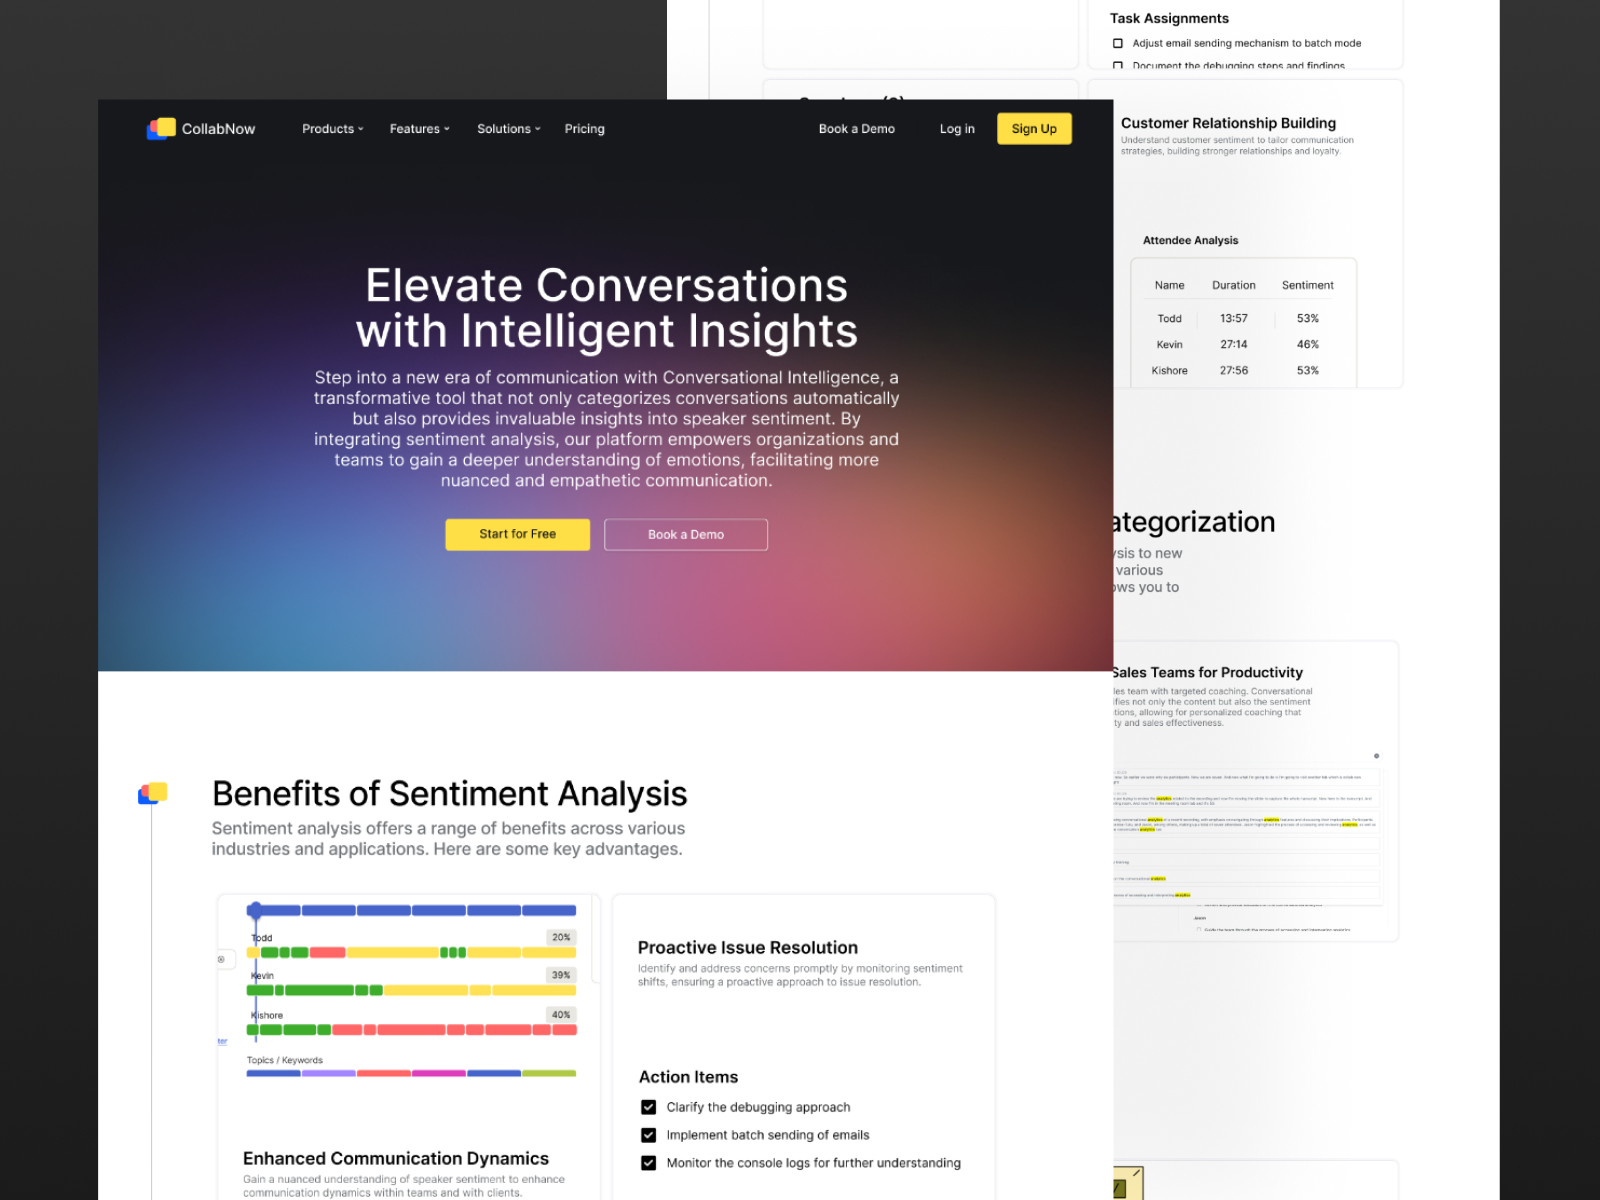 CollabNow
Products
Features
Solutions
Pricing
Book a Demo
Log in
Sign Up
Elevate Conversations
with Intelligent Insights
Step into a new era of communication with Conversational Intelligence, a
transformative tool that not only categorizes conversations automatically
but also provides invaluable insights into speaker sentiment. By
integrating sentiment analysis, our platform empowers organizations and
teams to gain a deeper understanding of emotions, facilitating more
nuanced and empathetic communication.
Start for Free
Book a Demo
Benefits of Sentiment Analysis
Sentiment analysis offers a range of benefits across various
industries and applications. Here are some key advantages.
Todd
20%
Kevin
39%
Kishore
40%
Topics / Keywords
Enhanced Communication Dynamics
Gain a nuanced understanding of speaker sentiment to enhance
communication dynamics within teams and with clients.
Proactive Issue Resolution
Identify and address concerns promptly by monitoring sentiment
shifts, ensuring a proactive approach to issue resolution.
Action Items
Clarify the debugging approach
Implement batch sending of emails
Monitor the console logs for further understanding
Task Assignments
Adjust email sending mechanism to batch mode
Document the debugging steps and findings
Customer Relationship Building
Understand customer sentiment to tailor communication
strategies, building stronger relationships and loyalty.
Attendee Analysis
Name Duration Sentiment
Todd 13:57 53%
Kevin 27:14 46%
Kishore 27:56 53%
ategorization
ysis to new
various
ows you to
Sales Teams for Productivity
les team with targeted coaching. Conversational
ifies not only the content but also the sentiment
tions, allowing for personalized coaching that
ty and sales effectiveness.